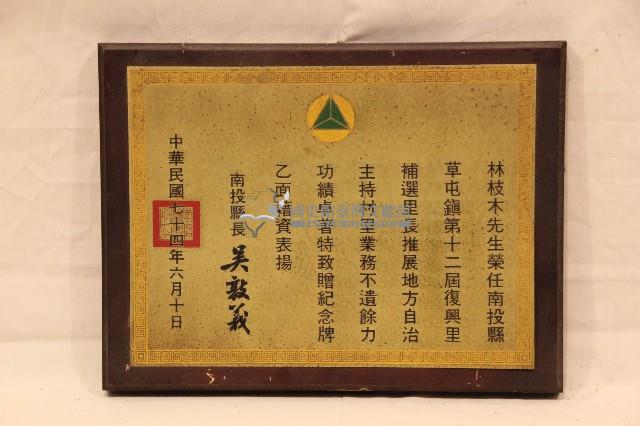 林枝木先生榮任南投縣
草屯鎮第十二屆復興里
補選里長推展地方自治
主持村里業務不遺餘力
功績卓著特致贈紀念牌
乙面藉資表揚
南投縣長 吳敦義
中華民國七十四年六月十日